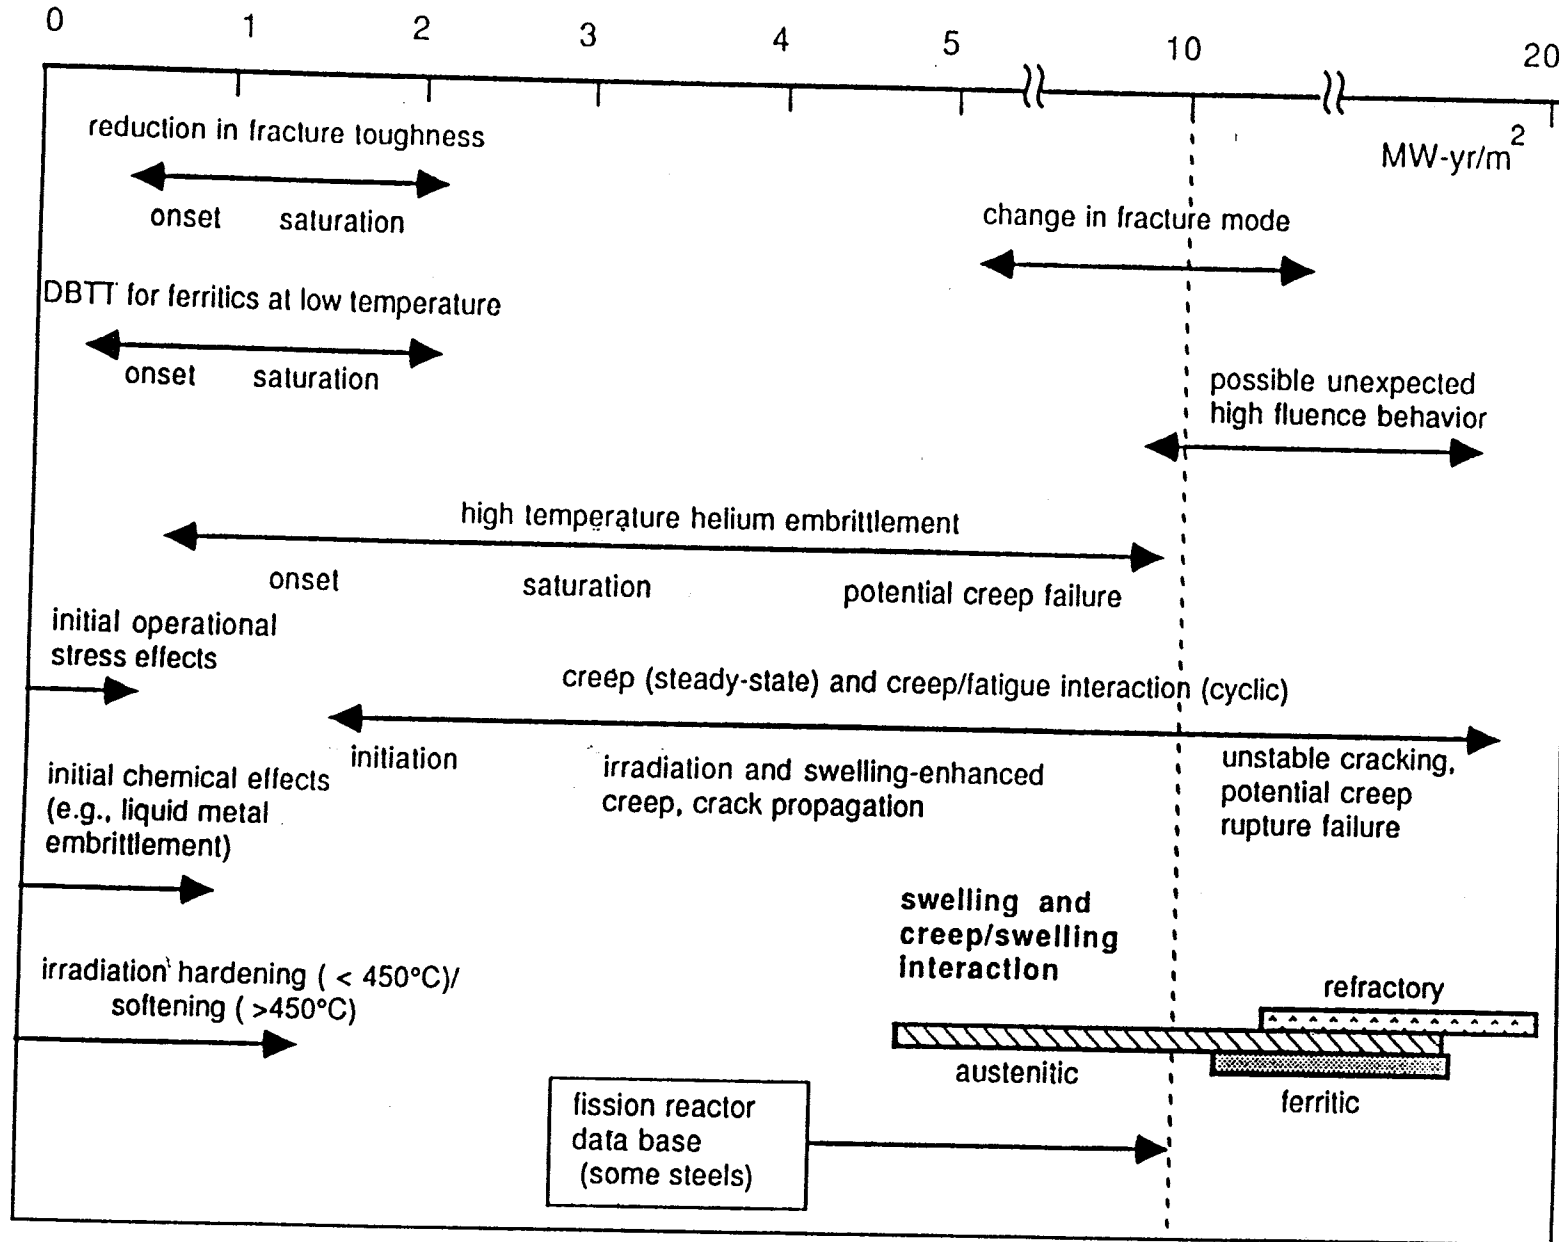 0 1 2 3 4 5 10 20
MW-yr/m²
reduction in fracture toughness
onset saturation
change in fracture mode
DBTT for ferritics at low temperature
onset saturation
possible unexpected
high fluence behavior
high temperature helium embrittlement
onset saturation potential creep failure
initial operational
stress effects
creep (steady-state) and creep/fatigue interaction (cyclic)
initiation
irradiation and swelling-enhanced
creep, crack propagation
unstable cracking,
potential creep
rupture failure
initial chemical effects
(e.g., liquid metal
embrittlement)
swelling and
creep/swelling
interaction
irradiation hardening ( < 450°C)/
softening ( >450°C)
refractory
austenitic
ferritic
fission reactor
data base
(some steels)